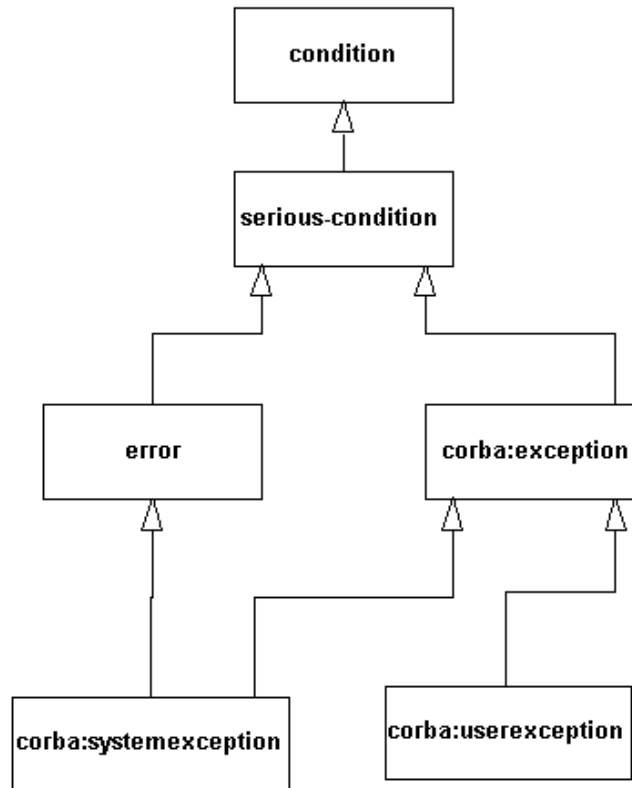 condition
serious-condition
error
corba:exception
corba:systemexception
corba:userexception